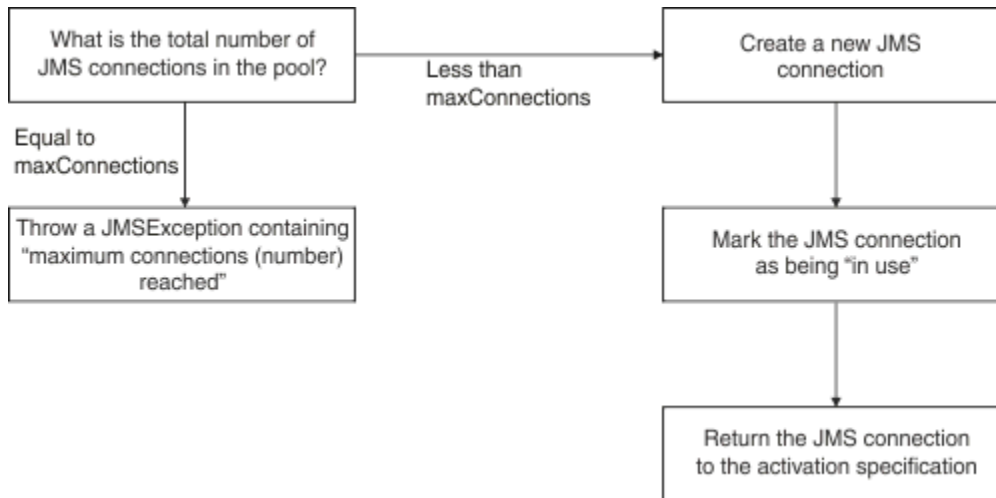 What is the total number of
JMS connections in the pool?
Less than
maxConnections
Create a new JMS
connection
Equal to
maxConnections
Throw a JMSException containing
“maximum connections (number)
reached”
Mark the JMS connection
as being “in use”
Return the JMS connection
to the activation specification